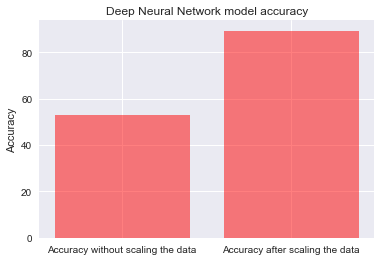 Deep Neural Network model accuracy
Accuracy
80
60
40
20
0
Accuracy without scaling the data
Accuracy after scaling the data